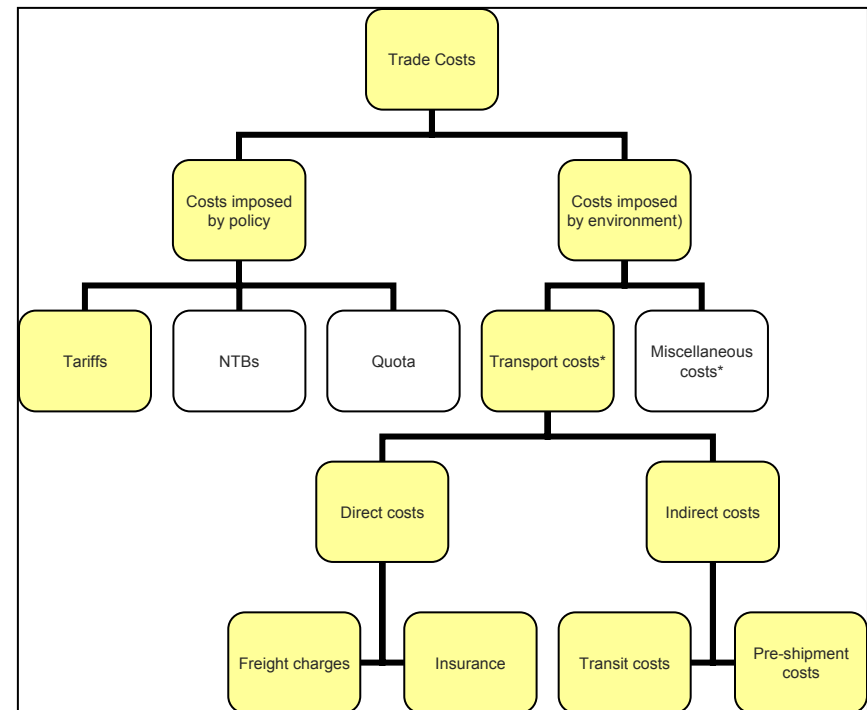 Trade Costs
Costs imposed
by policy
Costs imposed
by environment)
Tariffs
NTBs
Quota
Transport costs*
Miscellaneous
costs*
Direct costs
Indirect costs
Freight charges
Insurance
Transit costs
Pre-shipment
costs